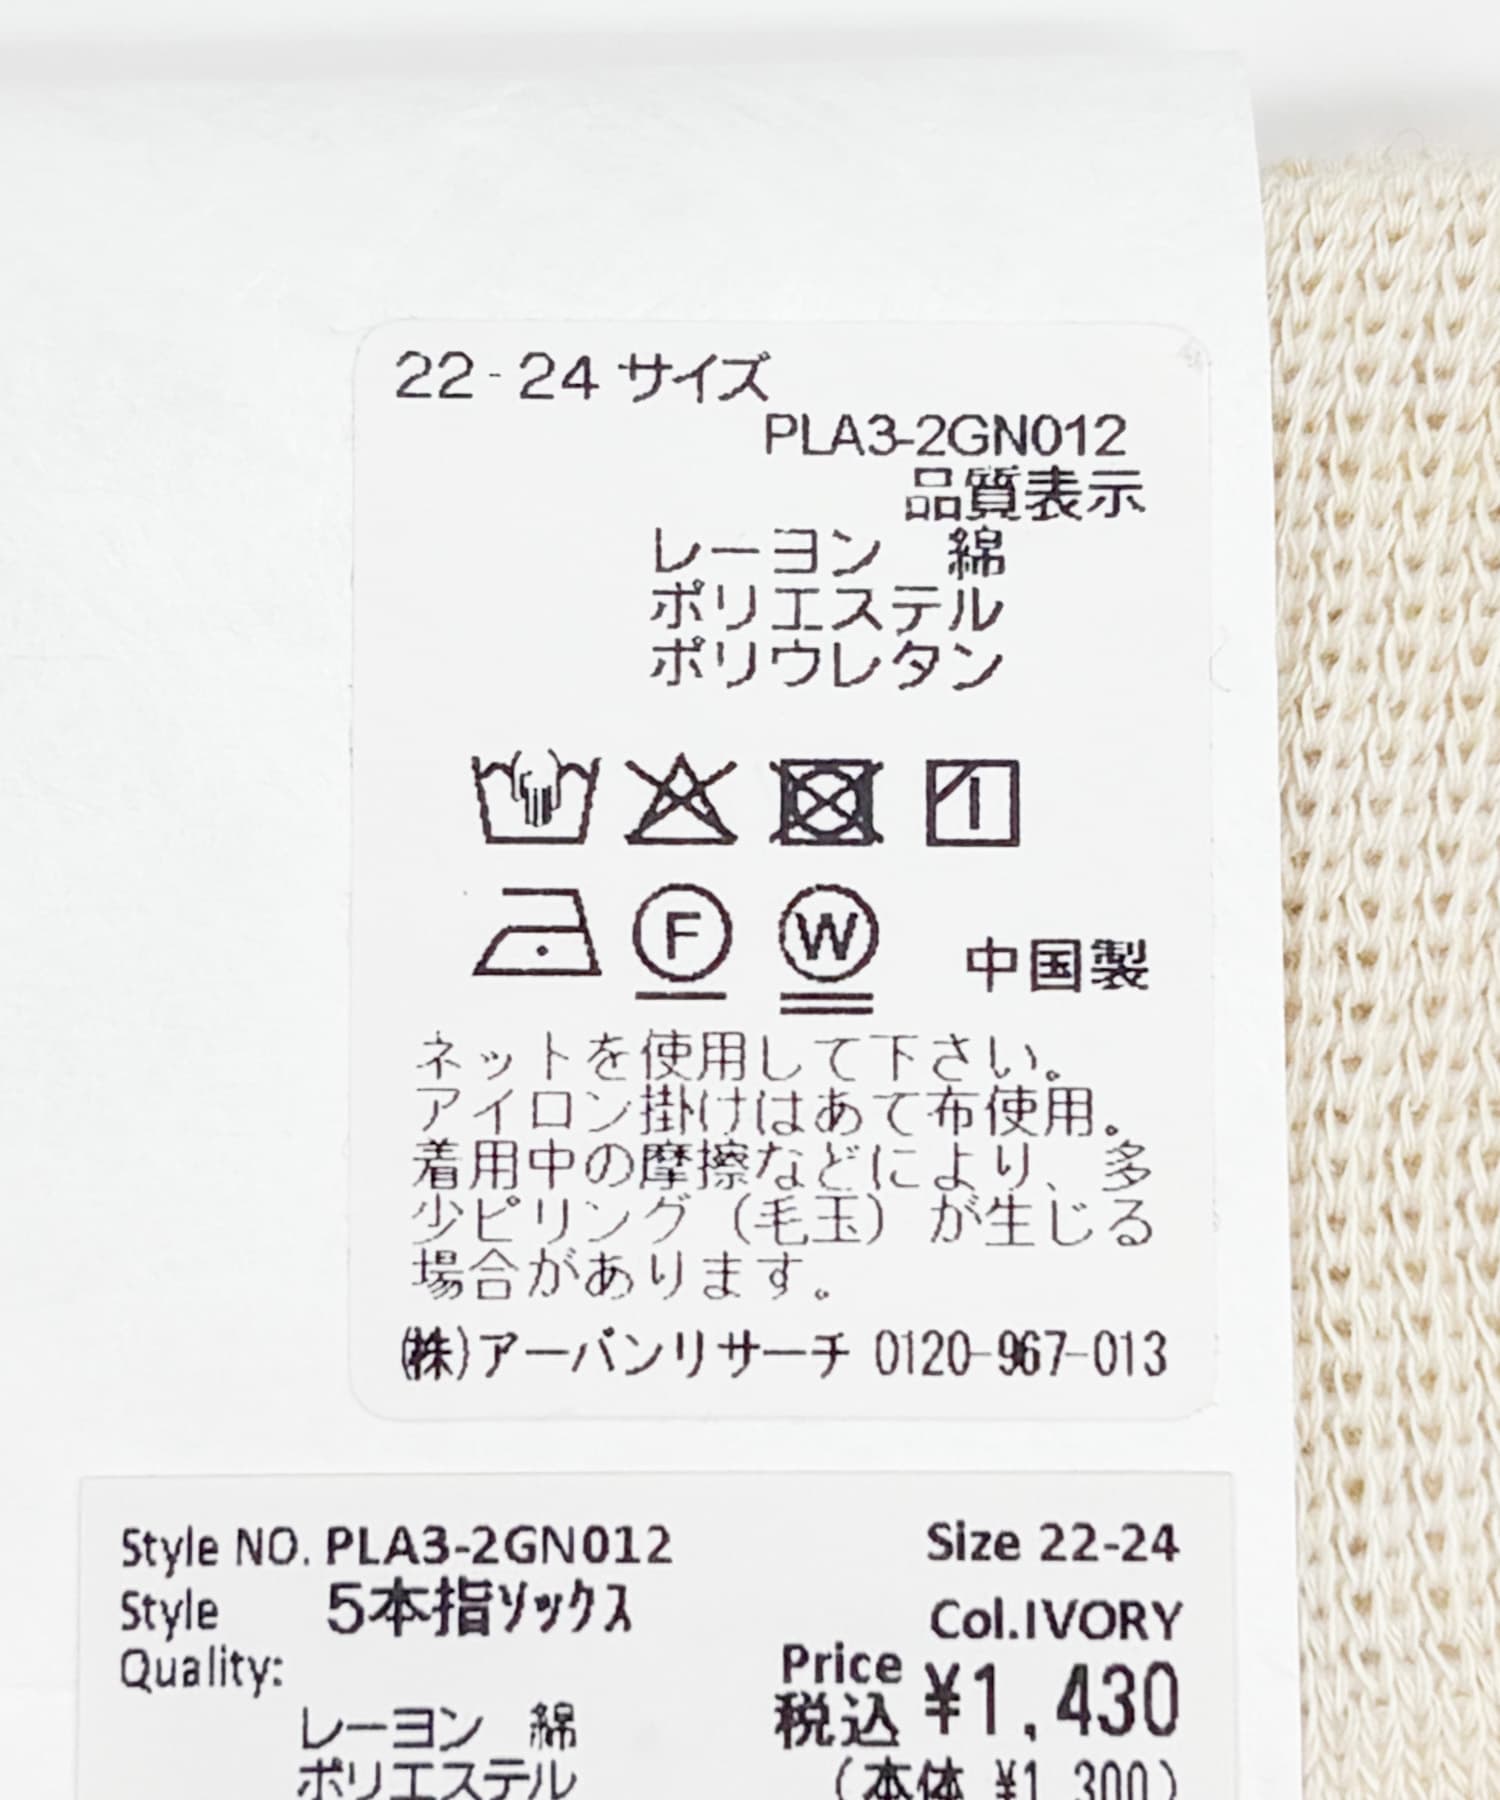 22-24 サイズ
PLA3-2GN012
品質表示
レーヨン 綿
ポリエステル
ポリウレタン
F W 中国製
ネットを使用して下さい。
アイロン掛けはあて布使用。
着用中の摩擦などにより、多
少ピリング（毛玉）が生じる
場合があります。
(株)アーバンリサーチ 0120-967-013
Style NO. PLA3-2GN012
Size 22-24
Style 5本指ソックス
Col.IVORY
Quality:
Price
税込 ¥1,430
レーヨン 綿
ポリエステル
(本体 ¥1,300)